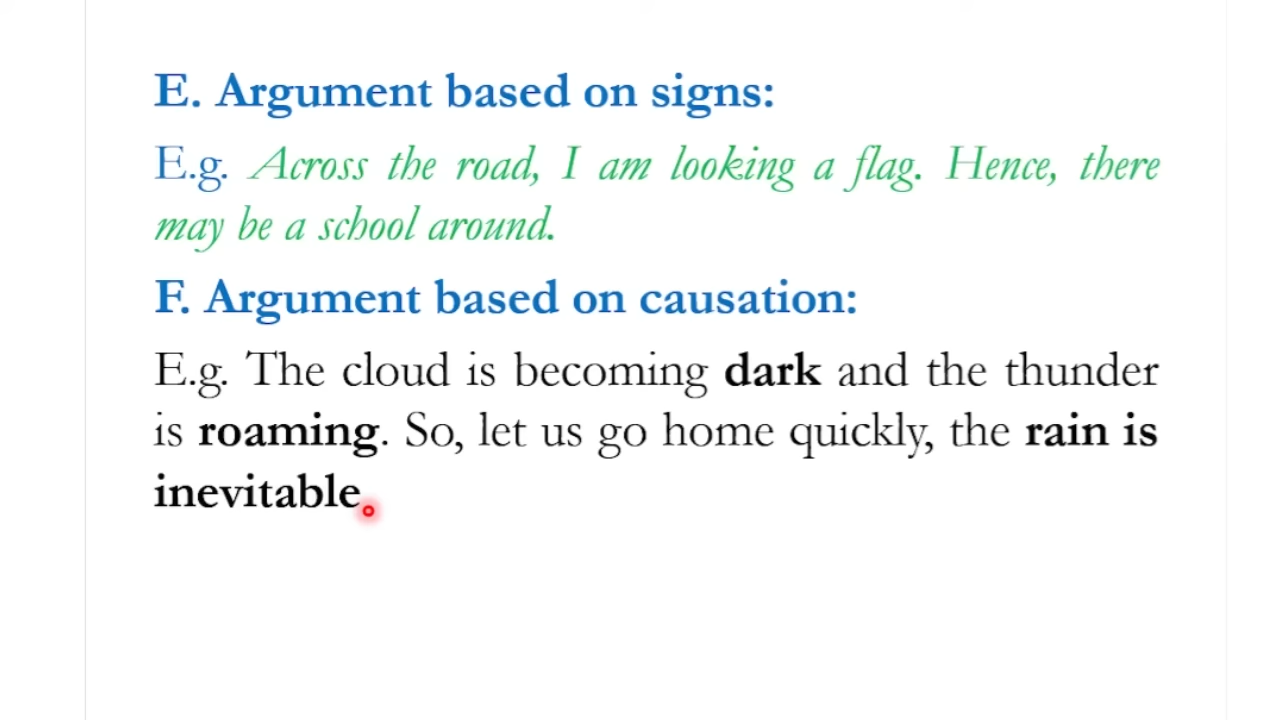 E. Argument based on signs:
E.g. Across the road, I am looking a flag. Hence, there
may be a school around.
F. Argument based on causation:
E.g. The cloud is becoming dark and the thunder
is roaming. So, let us go home quickly, the rain is
inevitable.